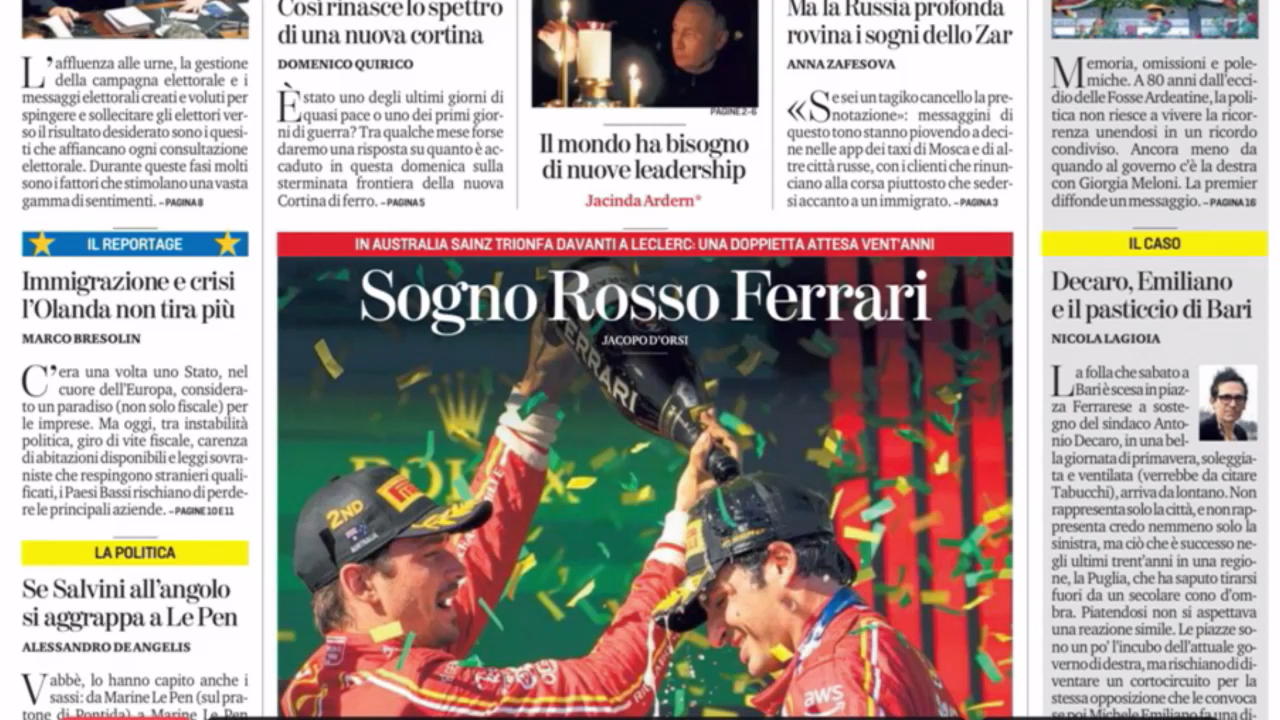 L'affluenza alle urne, la gestione
della campagna elettorale e i
messaggi elettorali creati e voluti per
spingere e sollecitare gli elettori ver-
so il risultato desiderato sono i quesi-
ti che affiancano ogni consultazione
elettorale. Durante queste fasi molti
sono i fattori che stimolano una vasta
gamma di sentimenti. – PAGINA 8
IL REPORTAGE
Immigrazione e crisi
l'Olanda non tira più
MARCO BRESOLIN
C'era una volta uno Stato, nel
cuore dell'Europa, considera-
to un paradiso (non solo fiscale) per
le imprese. Ma oggi, tra instabilità
politica, giro di vite fiscale, carenza
di abitazioni disponibili e leggi sovra-
niste che respingono stranieri quali-
ficati, i Paesi Bassi rischiano di perde-
re le principali aziende. – PAGINE 10 E 11
LA POLITICA
Se Salvini all'angolo
si aggrappa a Le Pen
ALESSANDRO DE ANGELIS
Vabbè, lo hanno capito anche i
sassi: da Marine Le Pen (sul pra-
tone di Pontida) a Marine Le Pen
Così rinasce lo spettro
di una nuova cortina
DOMENICO QUIRICO
È stato uno degli ultimi giorni di
quasi pace o uno dei primi gior-
ni di guerra? Tra qualche mese forse
daremo una risposta su quanto è ac-
caduto in questa domenica sulla
sterminata frontiera della nuova
Cortina di ferro. – PAGINA 5
PAGINE 2-6
Il mondo ha bisogno
di nuove leadership
Jacinda Ardern*
Ma la Russia profonda
rovina i sogni dello Zar
ANNA ZAFESOVA
«Se sei un tagiko cancello la pre-
notazione»: messaggini di
questo tono stanno piovendo a deci-
ne nelle app dei taxi di Mosca e di al-
tre città russe, con i clienti che rinun-
ciano alla corsa piuttosto che seder-
si accanto a un immigrato. – PAGINA 3
IN AUSTRALIA SAINZ TRIONFA DAVANTI A LECLERC: UNA DOPPIETTA ATTESA VENT'ANNI
Sogno Rosso Ferrari
JACOPO D'ORSI
FERRARI
ROLEX
2ND
AUSTRALIA
aws
Memoria, omissioni e pole-
miche. A 80 anni dall'ecci-
dio delle Fosse Ardeatine, la poli-
tica non riesce a vivere la ricor-
renza unendosi in un ricordo
condiviso. Ancora meno da
quando al governo c'è la destra
con Giorgia Meloni. La premier
diffonde un messaggio. – PAGINA 16
IL CASO
Decaro, Emiliano
e il pasticcio di Bari
NICOLA LAGIOIA
La folla che sabato a
Bari è scesa in piaz-
za Ferrarese a soste-
gno del sindaco Anto-
nio Decaro, in una bel-
la giornata di primavera, soleggia-
ta e ventilata (verrebbe da citare
Tabucchi), arriva da lontano. Non
rappresenta solo la città, e non rap-
presenta credo nemmeno solo la
sinistra, ma ciò che è successo ne-
gli ultimi trent'anni in una regio-
ne, la Puglia, che ha saputo tirarsi
fuori da un secolare cono d'om-
bra. Piantedosi non si aspettava
una reazione simile. Le piazze so-
no un po' l'incubo dell'attuale go-
verno di destra, ma rischiano di di-
ventare un cortocircuito per la
stessa opposizione che le convoca
se poi Michele Emiliano fa una di-